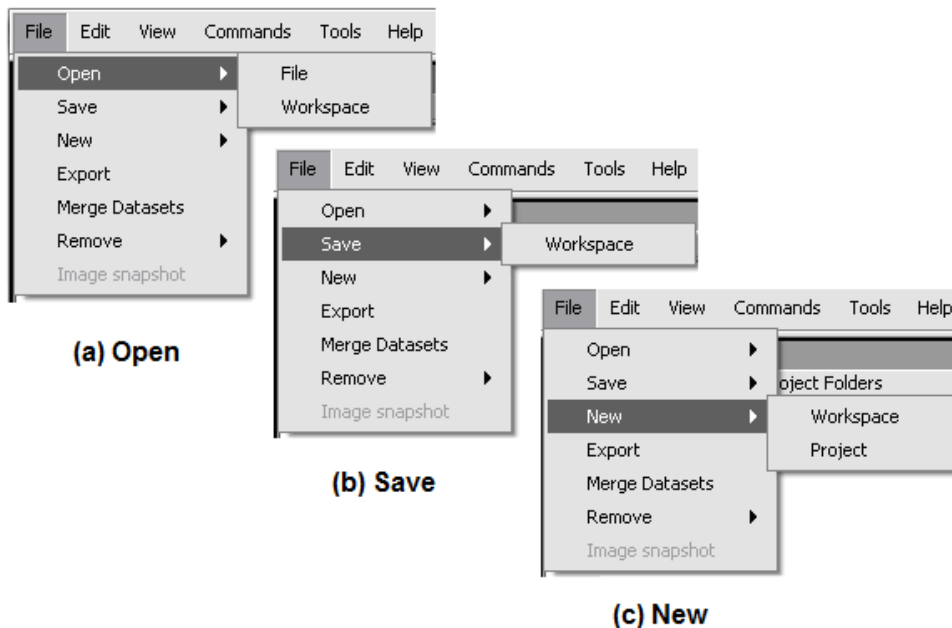 File Edit View Commands Tools Help
Open File
Save Workspace
New
Export
Merge Datasets
Remove
Image snapshot
(a) Open
File Edit View Commands Tools Help
Open
Save Workspace
New
Export
Merge Datasets
Remove
Image snapshot
(b) Save
File Edit View Commands Tools Help
Open
Save oject Folders
New Workspace
Export Project
Merge Datasets
Remove
Image snapshot
(c) New